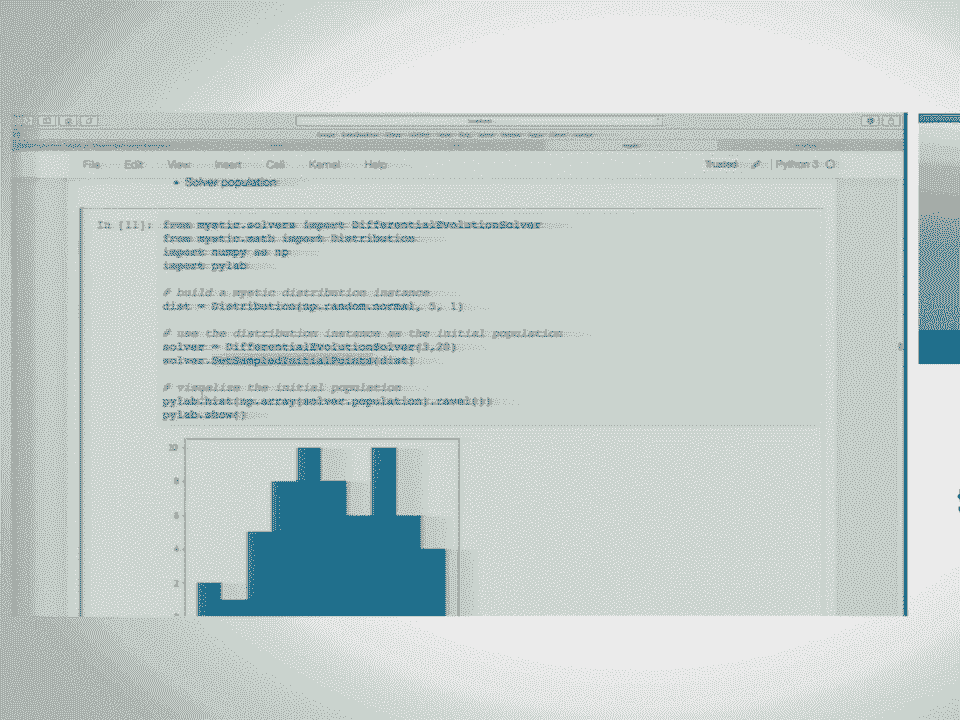 File Edit View Insert Cell Kernel Help Trusted Python 3
• Solver population
In [11]: from mystic.solvers import DifferentialEvolutionSolver
from mystic.math import Distribution
import numpy as np
import pylab
# build a mystic distribution instance
dist = Distribution(np.random.normal, 5, 1)
# use the distribution instance as the initial population
solver = DifferentialEvolutionSolver(3,20)
solver.SetSampledInitialPoints(dist)
# visualize the initial population
pylab.hist(np.array(solver.population).ravel())
pylab.show()
10
8
6
4
2